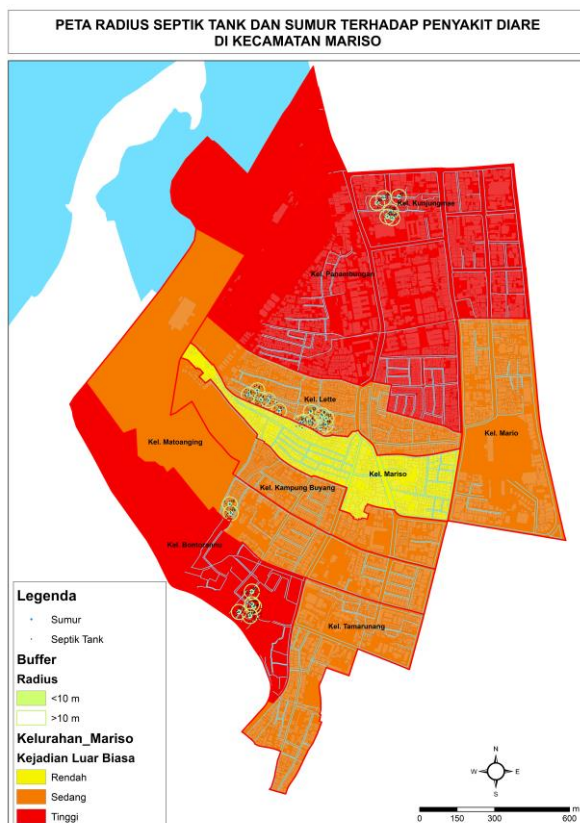 PETA RADIUS SEPTIK TANK DAN SUMUR TERHADAP PENYAKIT DIARE
DI KECAMATAN MARISO
Kel. Kunjungmae
Kel. Panambungan
Kel. Lette
Kel. Mario
Kel. Matoanging
Kel. Mariso
Kel. Kampung Buyang
Kel. Bontorannu
Kel. Tamarunang
Legenda
Sumur
Septik Tank
Buffer
Radius
<10 m
>10 m
Kelurahan_Mariso
Kejadian Luar Biasa
Rendah
Sedang
Tinggi
N
W E
S
0 150 300 600 m